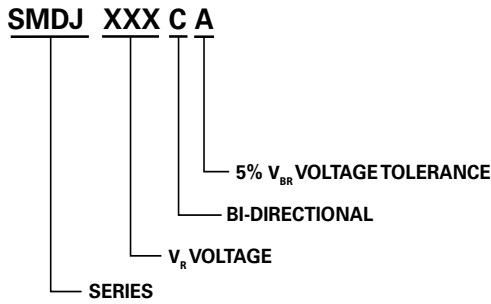 SMDJ XXX C A
5% VBR VOLTAGE TOLERANCE
BI-DIRECTIONAL
VR VOLTAGE
SERIES